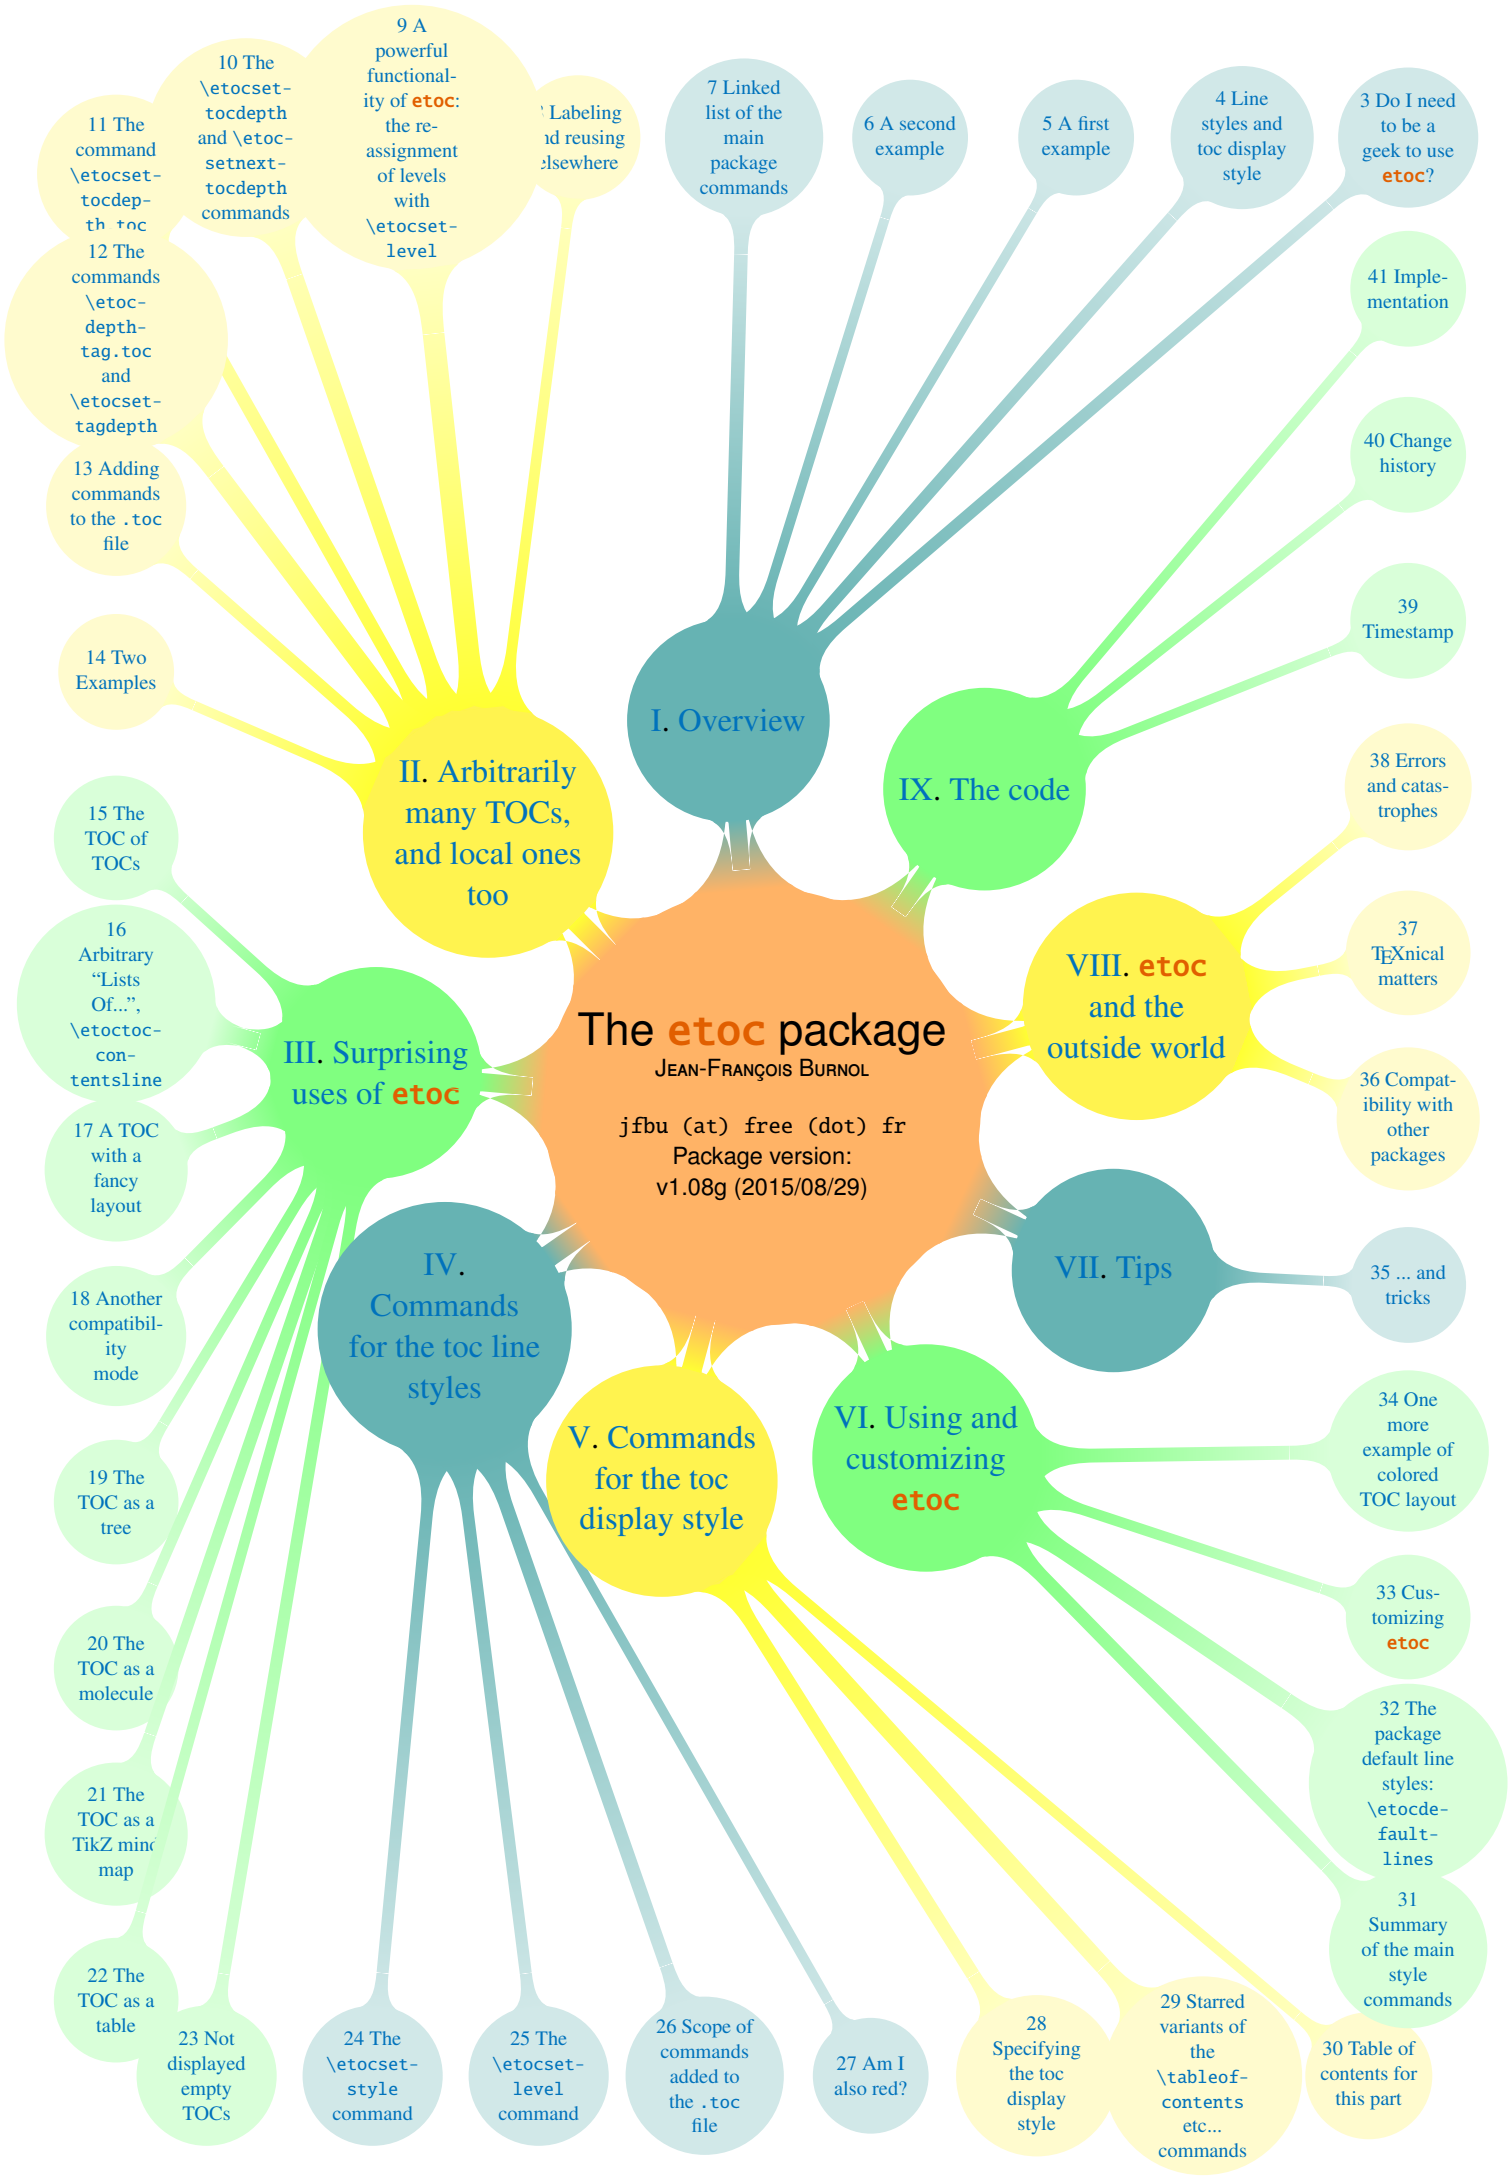 The etoc package
Jean-François Burnol
jfbu (at) free (dot) fr
Package version:
v1.08g (2015/08/29)
I. Overview
3 Do I need
to be a
geek to use
etoc?
4 Line
styles and
toc display
style
5 A first
example
6 A second
example
7 Linked
list of the
main
package
commands
II. Arbitrarily
many TOCs,
and local ones
too
Labeling
reusing
elsewhere
9 A
powerful
functional-
ity of etoc:
the re-
assignment
of levels
with
\etocset-
level
10 The
\etocset-
tocdepth
and \etoc-
setnext-
tocdepth
commands
11 The
command
\etocset-
tocdep-
th.toc
12 The
commands
\etoc-
depth-
tag.toc
and
\etocset-
tagdepth
13 Adding
commands
to the .toc
file
14 Two
Examples
III. Surprising
uses of etoc
15 The
TOC of
TOCs
16
Arbitrary
“Lists
Of...”,
\etoctoc-
con-
tentsline
17 A TOC
with a
fancy
layout
18 Another
compatibil-
ity
mode
19 The
TOC as a
tree
20 The
TOC as a
molecule
21 The
TOC as a
TikZ mind
map
22 The
TOC as a
table
23 Not
displayed
empty
TOCs
IV.
Commands
for the toc line
styles
24 The
\etocset-
style
command
25 The
\etocset-
level
command
26 Scope of
commands
added to
the .toc
file
27 Am I
also red?
V. Commands
for the toc
display style
28
Specifying
the toc
display
style
29 Starred
variants of
the
\tableof-
contents
etc...
commands
30 Table of
contents for
this part
VI. Using and
customizing
etoc
31
Summary
of the main
style
commands
32 The
package
default line
styles:
\etocde-
fault-
lines
33 Cus-
tomizing
etoc
34 One
more
example of
colored
TOC layout
VII. Tips
35 ... and
tricks
VIII. etoc
and the
outside world
36 Compat-
ibility with
other
packages
37
TEXnical
matters
38 Errors
and catas-
trophes
IX. The code
39
Timestamp
40 Change
history
41 Imple-
mentation